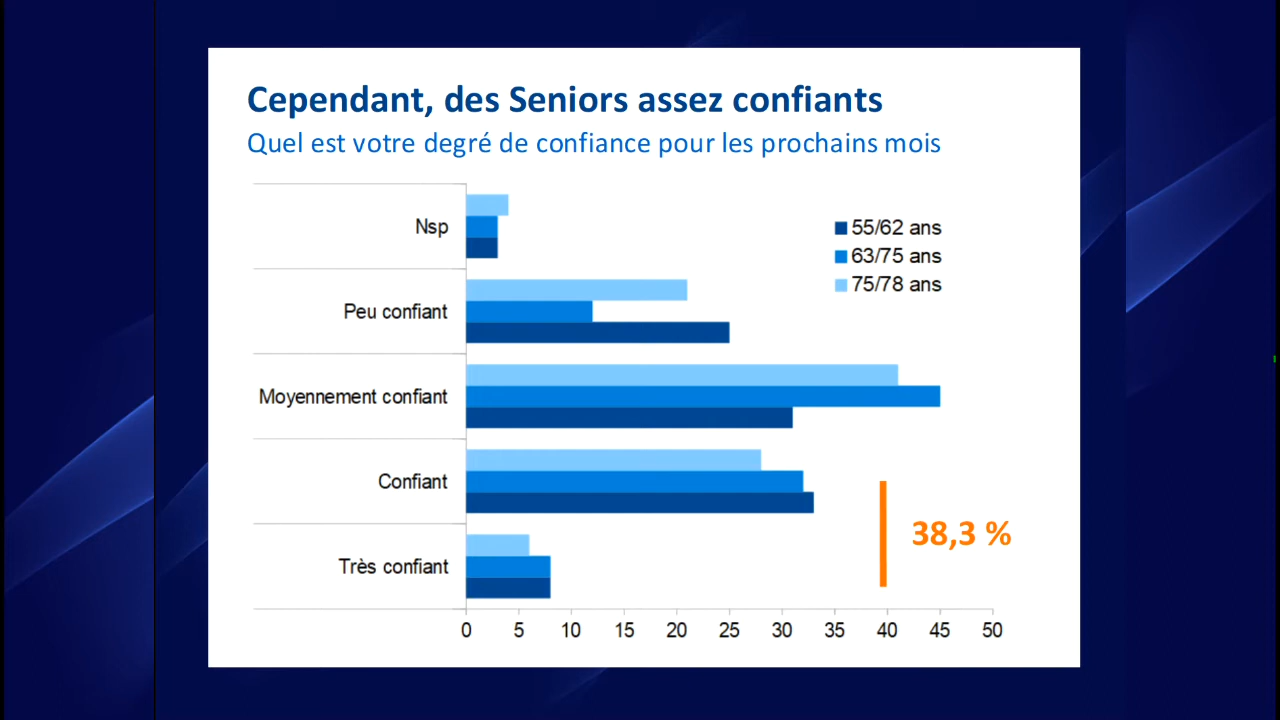 Cependant, des Seniors assez confiants
Quel est votre degré de confiance pour les prochains mois
Nsp
55/62 ans
63/75 ans
75/78 ans
Peu confiant
Moyennement confiant
Confiant
38,3 %
Très confiant
0 5 10 15 20 25 30 35 40 45 50